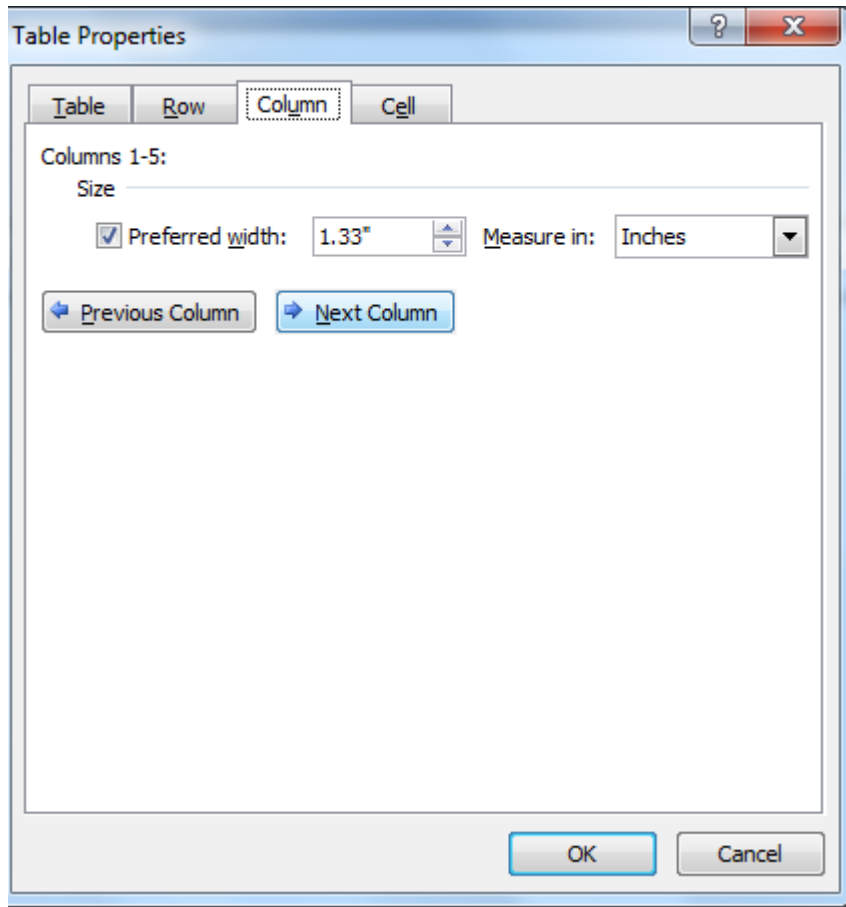 Table Properties
Table Row Column Cell
Columns 1-5:
Size
Preferred width: 1.33" Measure in: Inches
Previous Column Next Column
OK Cancel